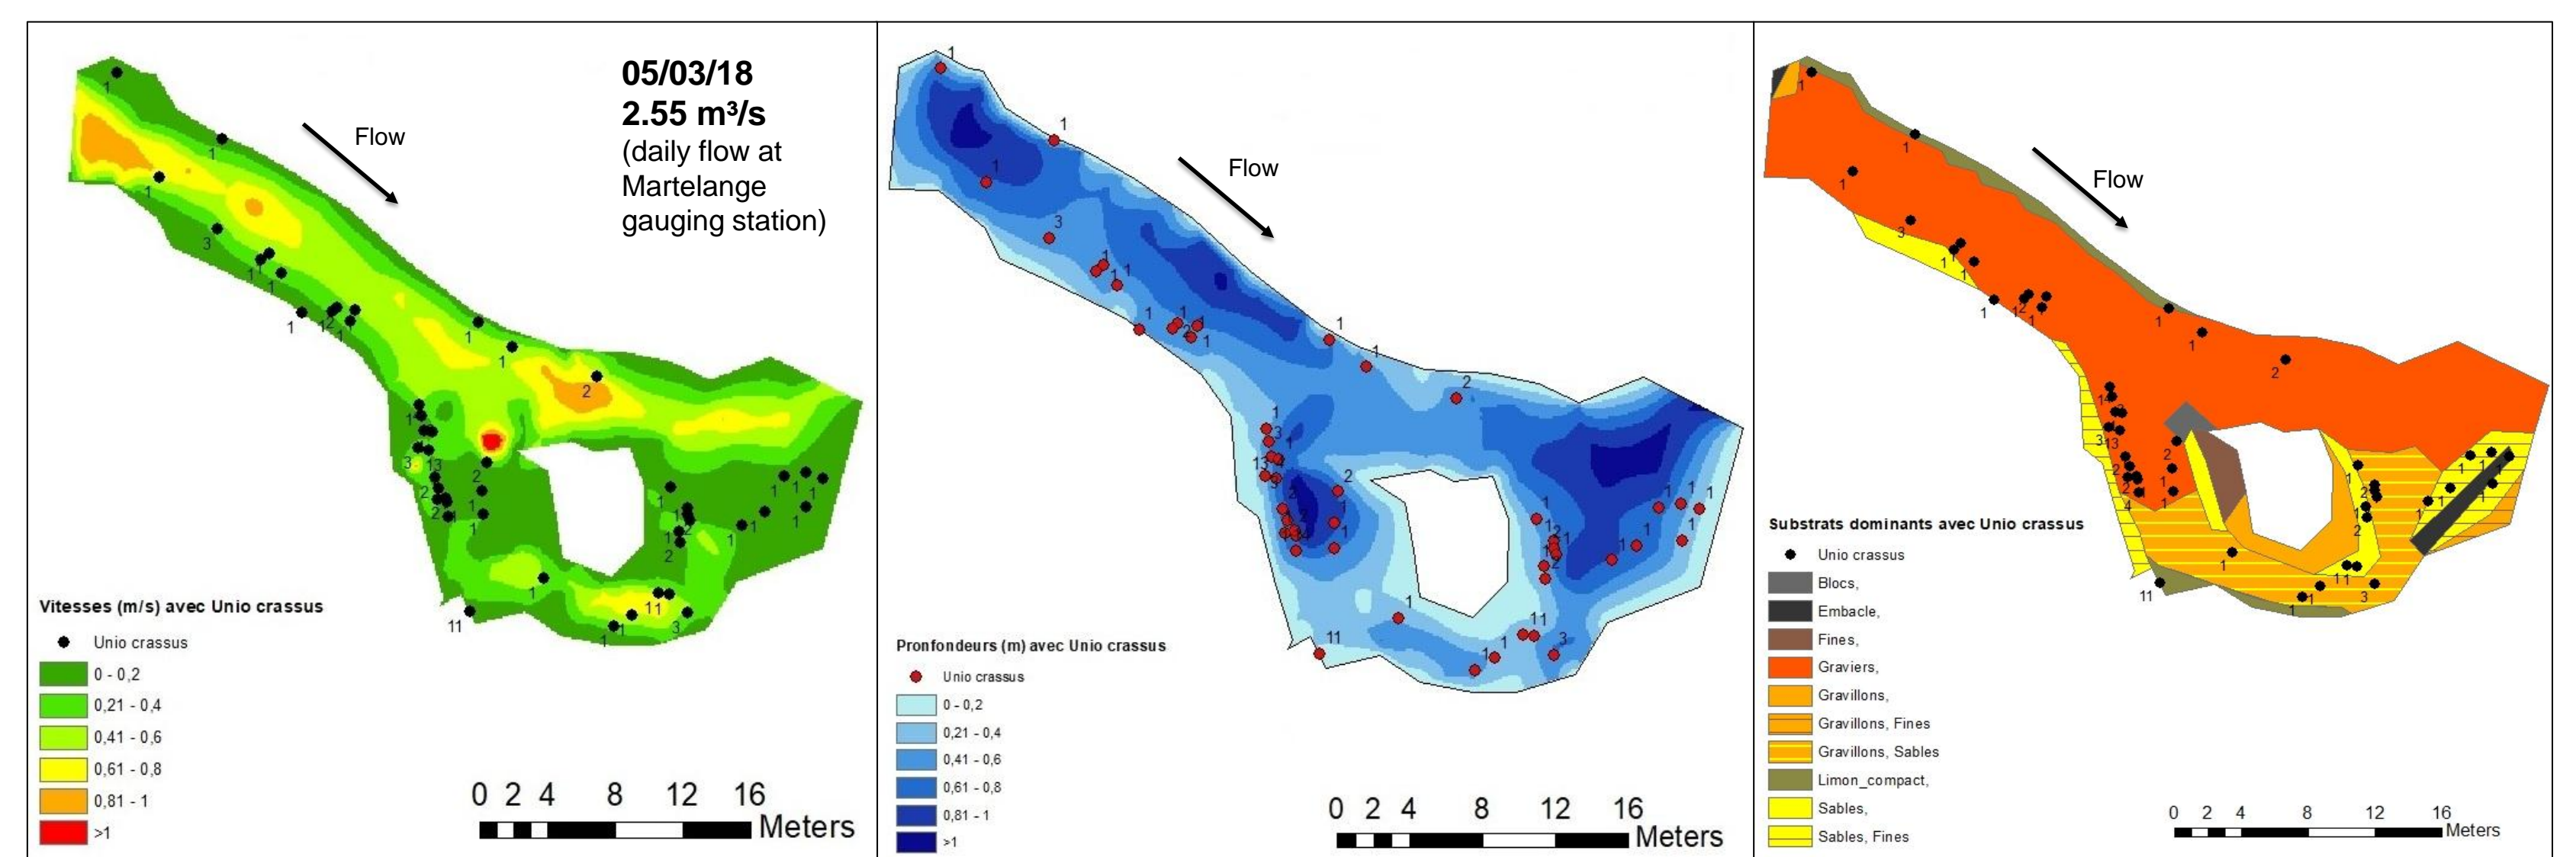 05/03/18
2.55 m³/s
(daily flow at
Martelange
gauging station)
Flow
Vitesses (m/s) avec Unio crassus
Unio crassus
0 - 0,2
0,21 - 0,4
0,41 - 0,6
0,61 - 0,8
0,81 - 1
>1
0 2 4 8 12 16
Meters
Flow
Pronfondeurs (m) avec Unio crassus
Unio crassus
0 - 0,2
0,21 - 0,4
0,41 - 0,6
0,61 - 0,8
0,81 - 1
>1
0 2 4 8 12 16
Meters
Flow
Substrats dominants avec Unio crassus
Unio crassus
Blocs,
Embacle,
Fines,
Graviers,
Gravillons,
Gravillons, Fines
Gravillons, Sables
Limon_compact,
Sables,
Sables, Fines
0 2 4 8 12 16
Meters